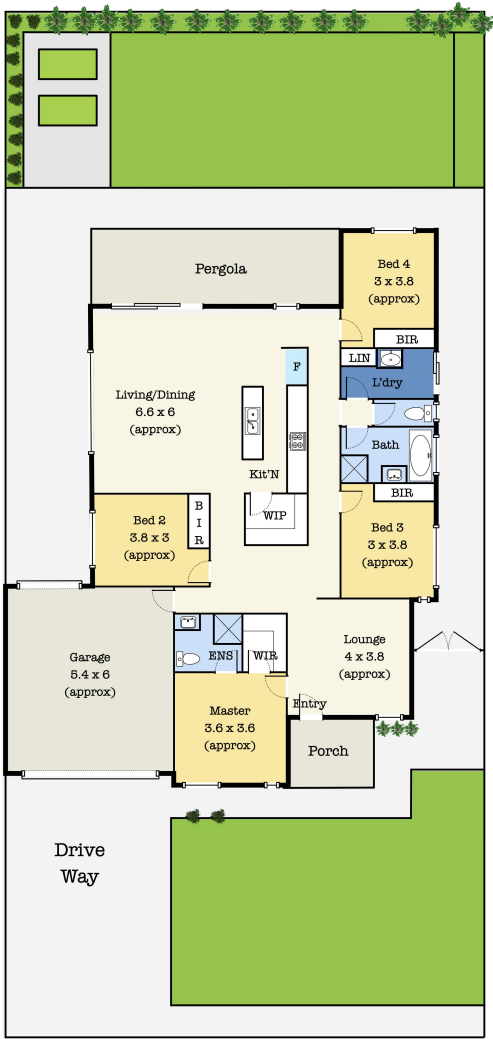 Pergola
Bed 4
3 x 3.8
(approx)
BIR
LIN
L'dry
F
Living/Dining
6.6 x 6
(approx)
Kit'N
Bath
BIR
WIP
B
I
R
Bed 2
3.8 x 3
(approx)
Bed 3
3 x 3.8
(approx)
Garage
5.4 x 6
(approx)
ENS
WIR
Lounge
4 x 3.8
(approx)
Master
3.6 x 3.6
(approx)
Entry
Porch
Drive
Way